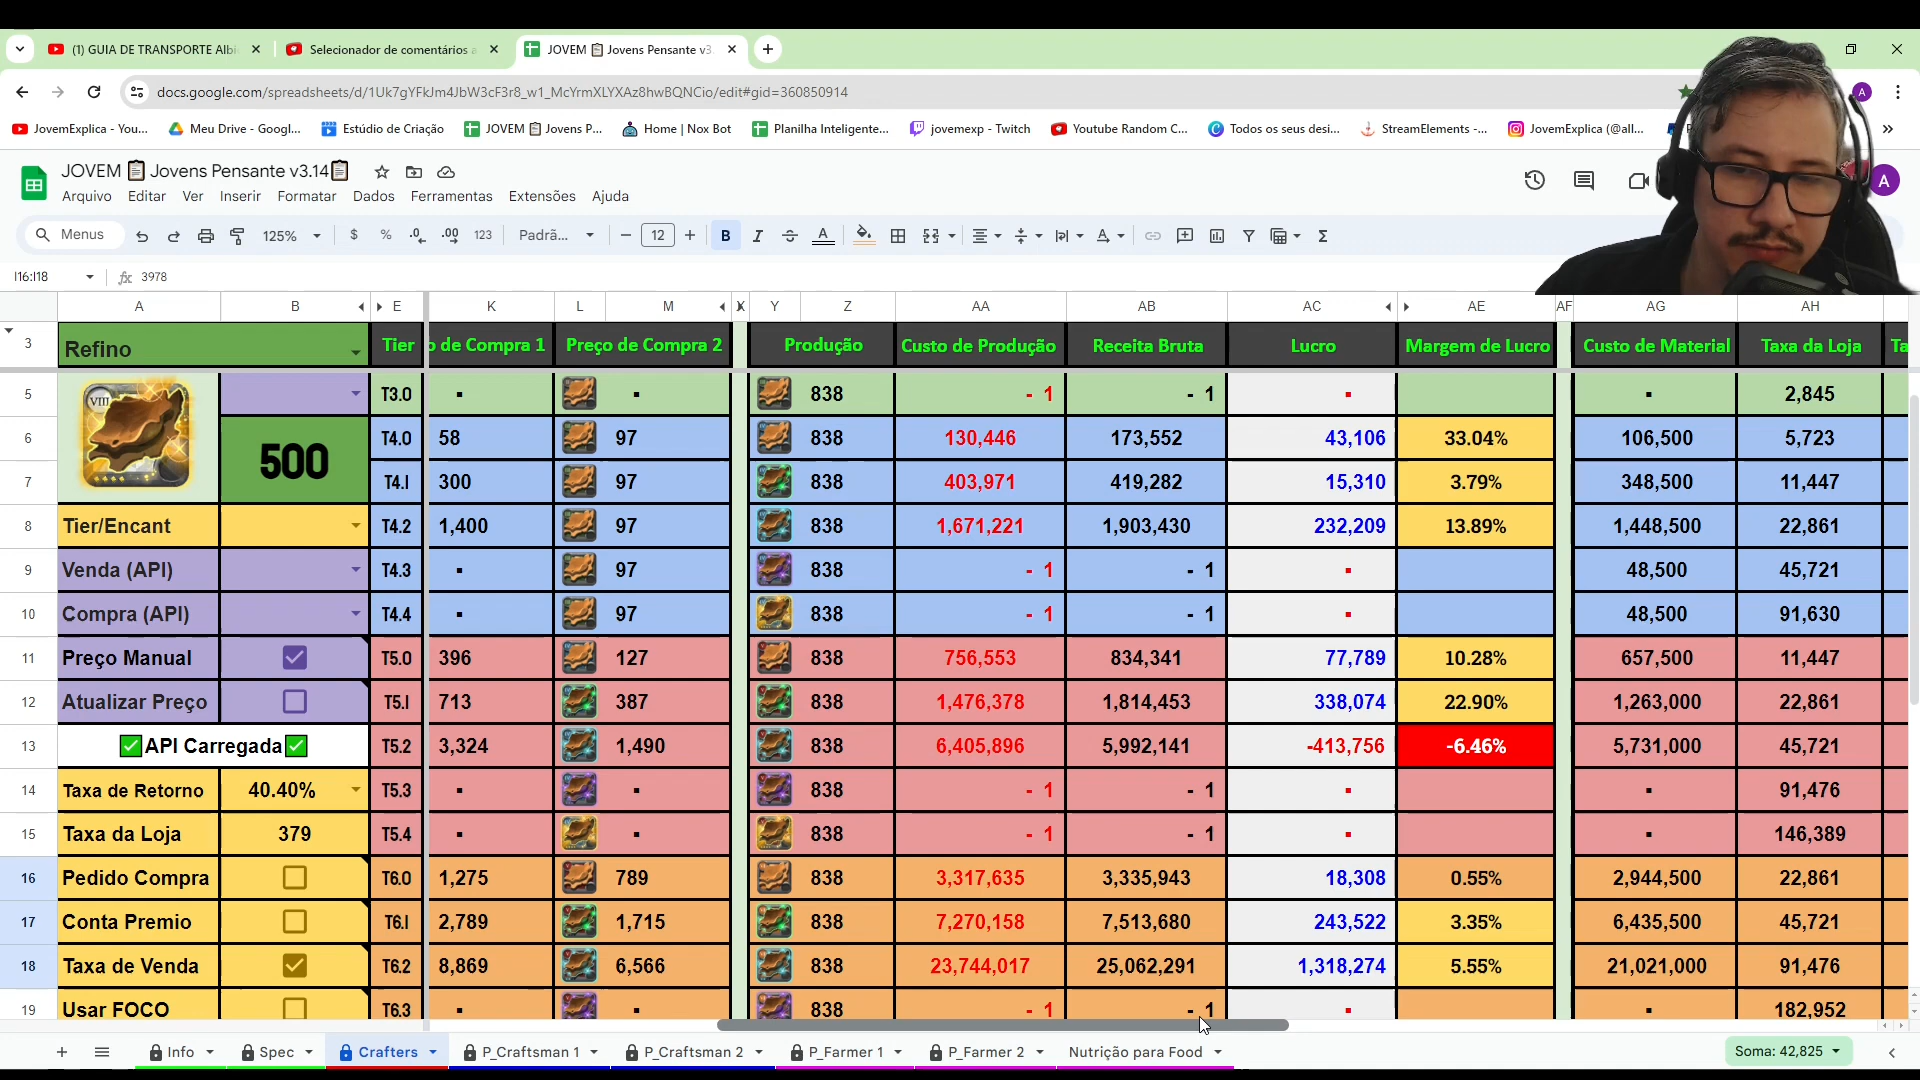 (1) GUIA DE TRANSPORTE Albi
Selecionador de comentários a
JOVEM 📋 Jovens Pensante v3.
docs.google.com/spreadsheets/d/1Uk7gYFkJm4JbW3cF3r8_w1_McYrmXLYXAz8hwBQNCio/edit#gid=360850914
A
JovemExplica - You... Meu Drive - Googl... Estúdio de Criação JOVEM 📋 Jovens P... Home | Nox Bot Planilha Inteligente... jovemexp - Twitch Youtube Random C... Todos os seus desi... StreamElements -... JovemExplica (@all...
JOVEM 📋 Jovens Pensante v3.14📋
A
Arquivo Editar Ver Inserir Formatar Dados Ferramentas Extensões Ajuda
Menus 125% $ % .0 .00 123 Padrã... 12 B I A
I16:I18 fx 3978
A B E K L M X Y Z AA AB AC AE AF AG AH
3 Refino Tier o de Compra 1 Preço de Compra 2 Produção Custo de Produção Receita Bruta Lucro Margem de Lucro Custo de Material Taxa da Loja Ta
5 VIII T3.0 - - 838 - 1 - 1 - - 2,845
6 500 T4.0 58 97 838 130,446 173,552 43,106 33.04% 106,500 5,723
7 T4.1 300 97 838 403,971 419,282 15,310 3.79% 348,500 11,447
8 Tier/Encant T4.2 1,400 97 838 1,671,221 1,903,430 232,209 13.89% 1,448,500 22,861
9 Venda (API) T4.3 - 97 838 - 1 - 1 - 48,500 45,721
10 Compra (API) T4.4 - 97 838 - 1 - 1 - 48,500 91,630
11 Preço Manual T5.0 396 127 838 756,553 834,341 77,789 10.28% 657,500 11,447
12 Atualizar Preço T5.1 713 387 838 1,476,378 1,814,453 338,074 22.90% 1,263,000 22,861
13 ✅API Carregada✅ T5.2 3,324 1,490 838 6,405,896 5,992,141 -413,756 -6.46% 5,731,000 45,721
14 Taxa de Retorno 40.40% T5.3 - - 838 - 1 - 1 - - 91,476
15 Taxa da Loja 379 T5.4 - - 838 - 1 - 1 - - 146,389
16 Pedido Compra T6.0 1,275 789 838 3,317,635 3,335,943 18,308 0.55% 2,944,500 22,861
17 Conta Premio T6.1 2,789 1,715 838 7,270,158 7,513,680 243,522 3.35% 6,435,500 45,721
18 Taxa de Venda T6.2 8,869 6,566 838 23,744,017 25,062,291 1,318,274 5.55% 21,021,000 91,476
19 Usar FOCO T6.3 - - 838 - 1 - 1 - - 182,952
Info Spec Crafters P_Craftsman 1 P_Craftsman 2 P_Farmer 1 P_Farmer 2 Nutrição para Food Soma: 42,825